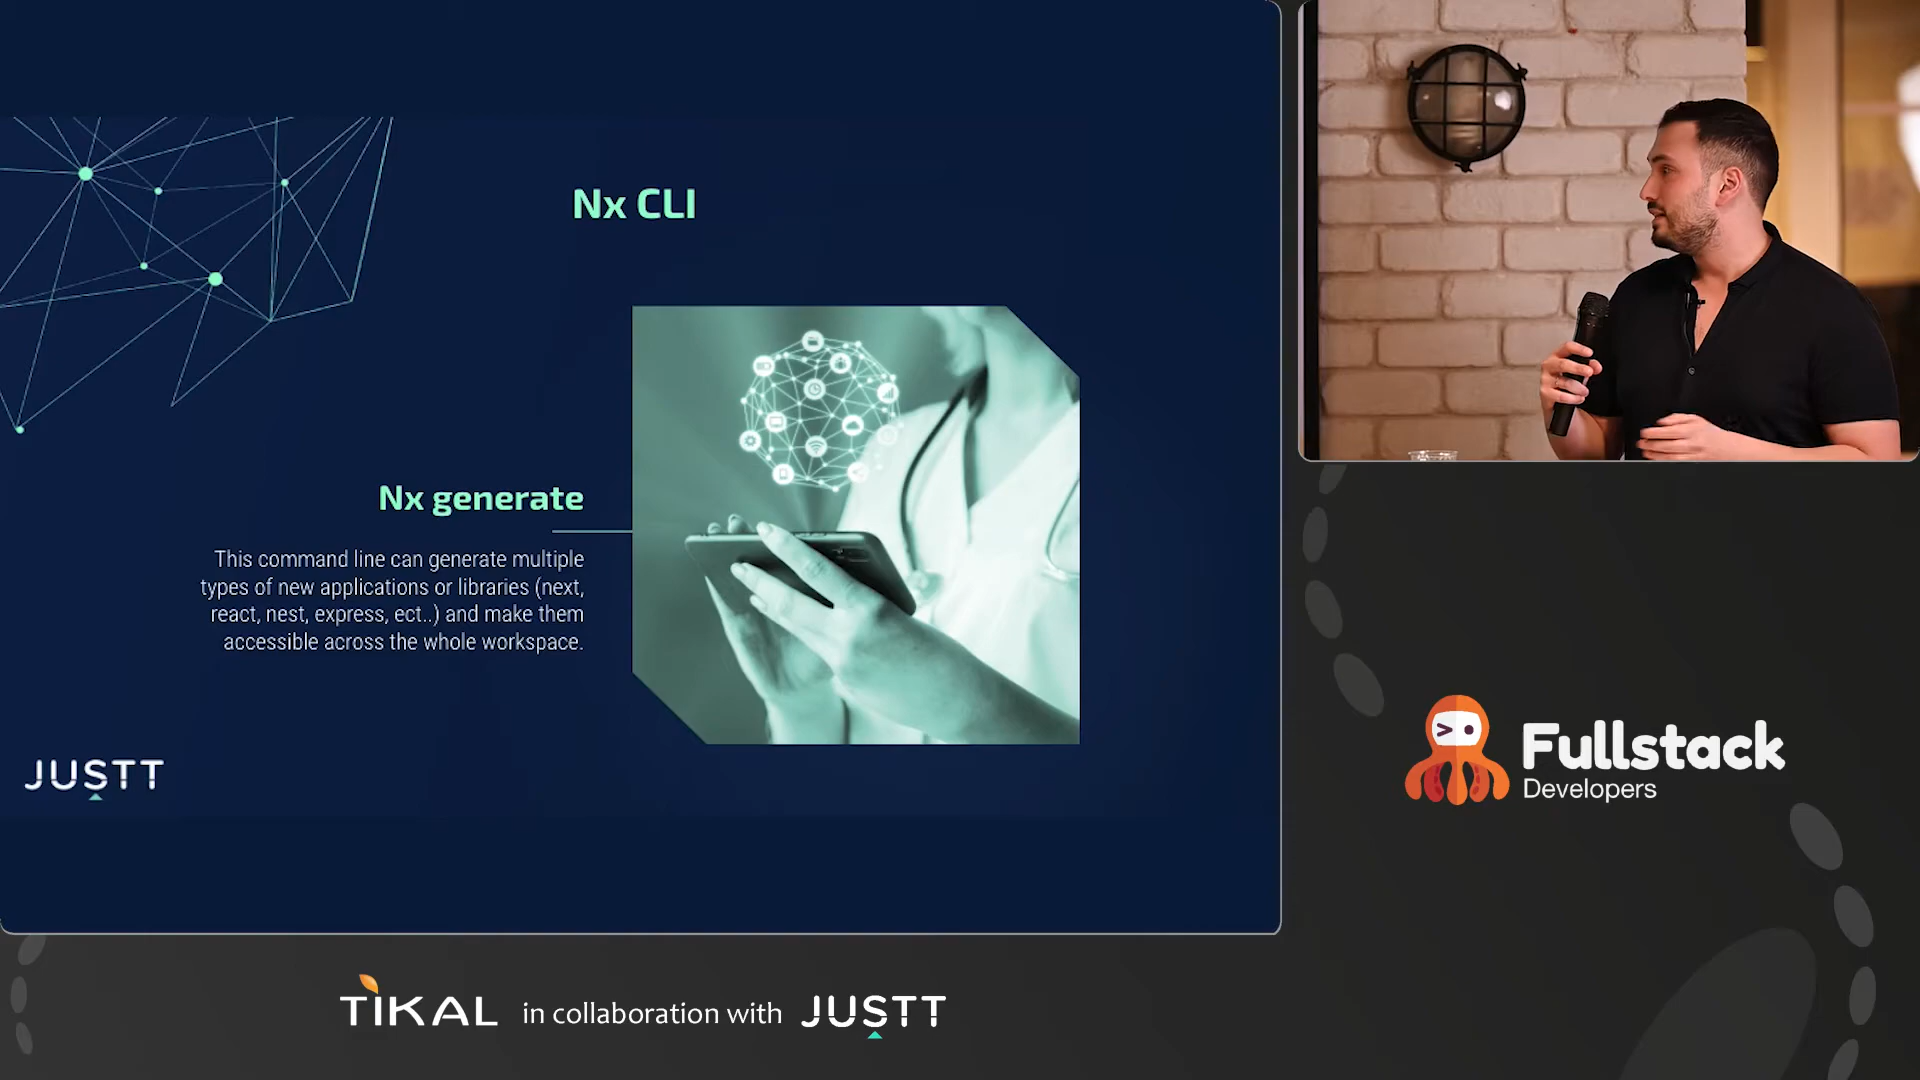 Nx CLI
Nx generate
This command line can generate multiple
types of new applications or libraries (next,
react, nest, express, ect..) and make them
accessible across the whole workspace.
JUSTT
Fullstack
Developers
TIKAL in collaboration with JUSTT